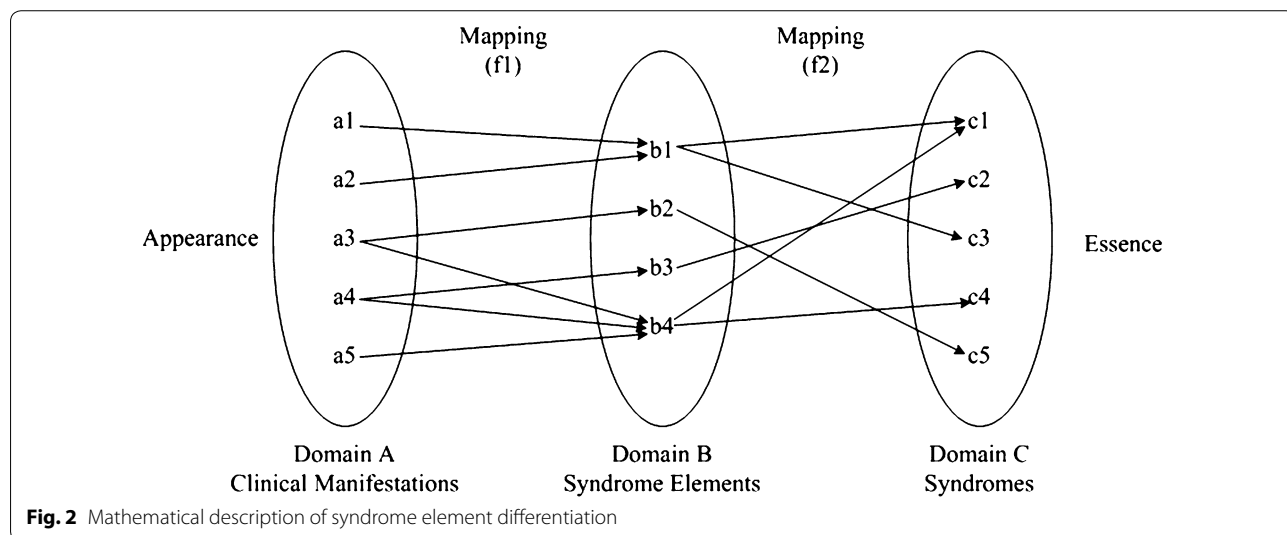 Mapping
(f1)
Mapping
(f2)
a1
a2
a3
a4
a5
b1
b2
b3
b4
c1
c2
c3
c4
c5
Appearance
Essence
Domain A
Clinical Manifestations
Domain B
Syndrome Elements
Domain C
Syndromes
Fig. 2 Mathematical description of syndrome element differentiation